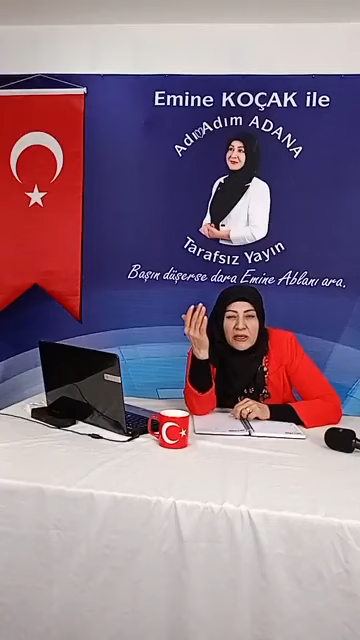 Emine KOÇAK ile
Adım Adım ADANA
Tarafsız Yayın
Başın düşerse dara Emine Ablanı ara.